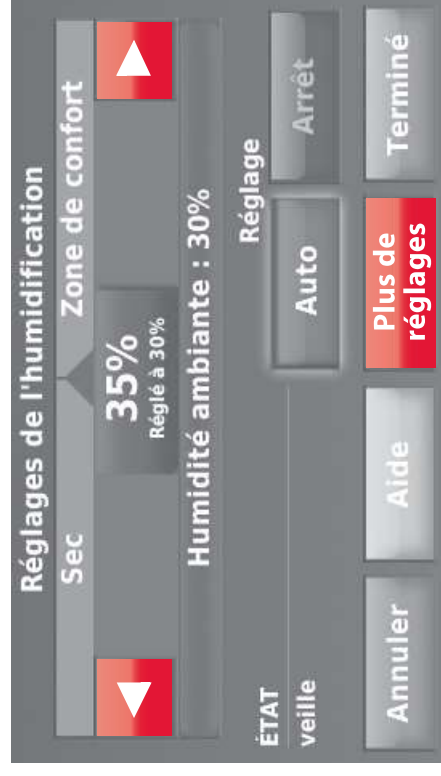 Réglages de l'humidification
Sec Zone de confort
35%
Réglé à 30%
Humidité ambiante : 30%
Réglage
ÉTAT
veille
Auto
Arrêt
Annuler
Aide
Plus de
réglages
Terminé